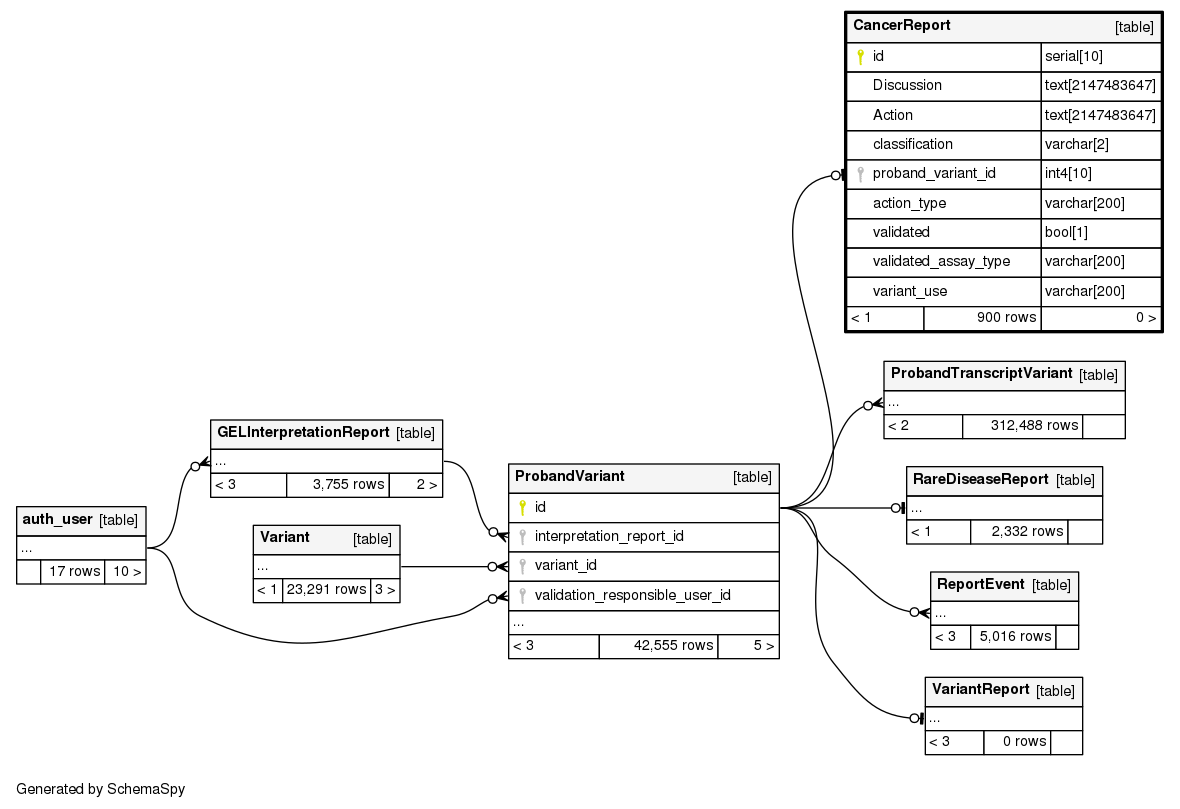 CancerReport [table]
id serial[10]
Discussion text[2147483647]
Action text[2147483647]
classification varchar[2]
proband_variant_id int4[10]
action_type varchar[200]
validated bool[1]
validated_assay_type varchar[200]
variant_use varchar[200]
< 1 900 rows 0 >
ProbandTranscriptVariant [table]
...
< 2 312,488 rows
GELInterpretationReport [table]
...
< 3 3,755 rows 2 >
ProbandVariant [table]
id
interpretation_report_id
variant_id
validation_responsible_user_id
...
< 3 42,555 rows 5 >
RareDiseaseReport [table]
...
< 1 2,332 rows
auth_user [table]
...
17 rows 10 >
Variant [table]
...
< 1 23,291 rows 3 >
ReportEvent [table]
...
< 3 5,016 rows
VariantReport [table]
...
< 3 0 rows
Generated by SchemaSpy